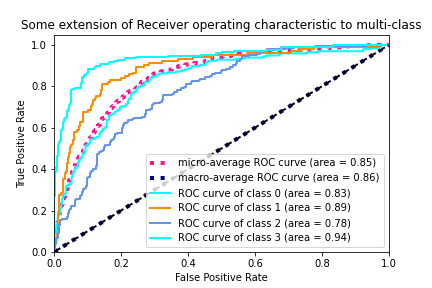 Some extension of Receiver operating characteristic to multi-class
1.0
0.8
0.6
0.4
0.2
0.0
True Positive Rate
micro-average ROC curve (area = 0.85)
macro-average ROC curve (area = 0.86)
ROC curve of class 0 (area = 0.83)
ROC curve of class 1 (area = 0.89)
ROC curve of class 2 (area = 0.78)
ROC curve of class 3 (area = 0.94)
0.0 0.2 0.4 0.6 0.8 1.0
False Positive Rate